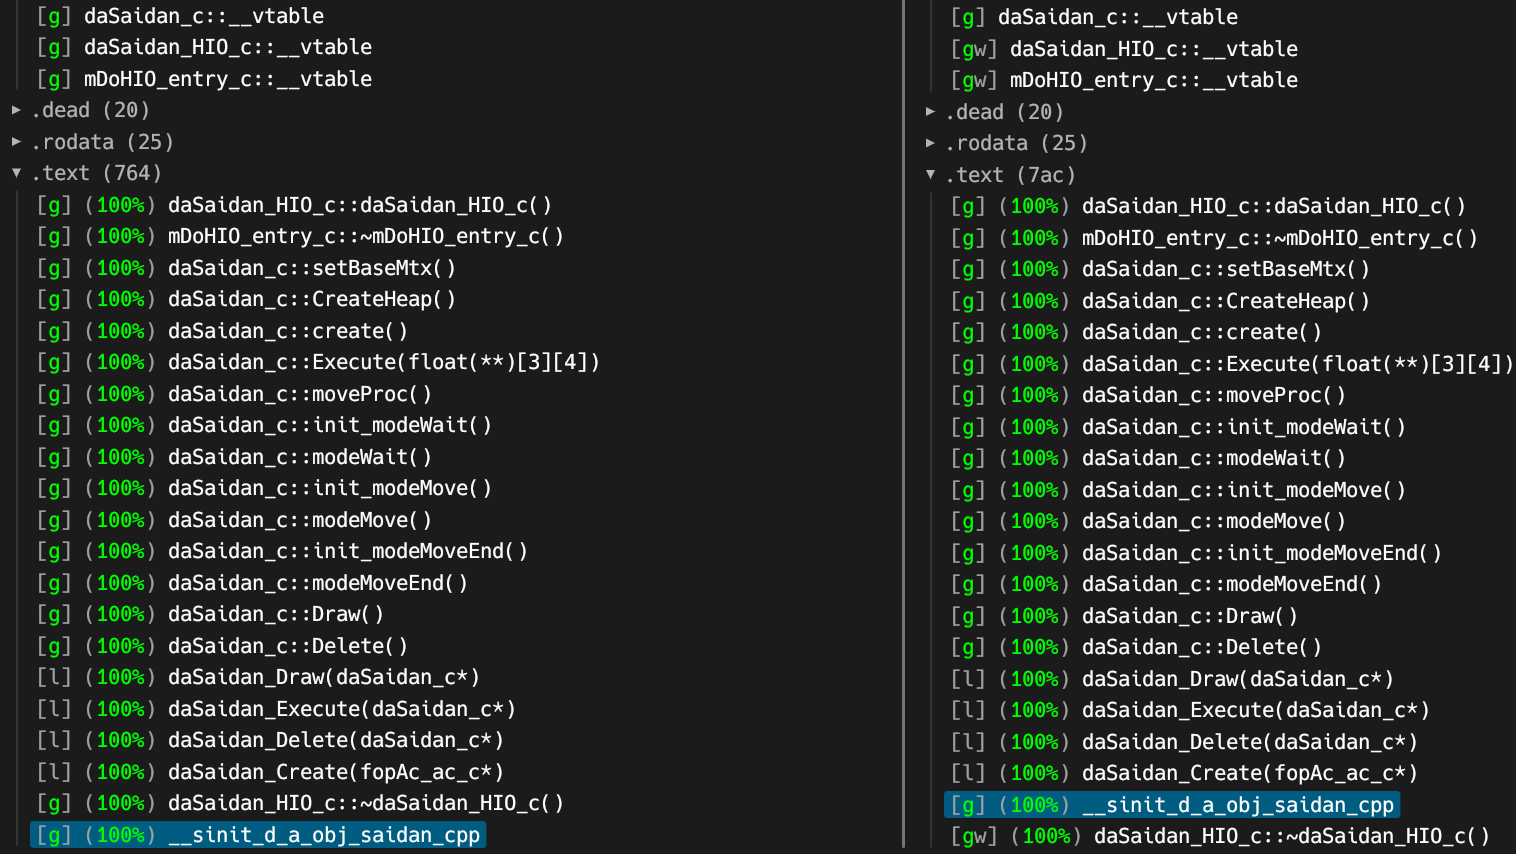 [g] daSaidan_c::__vtable
[g] daSaidan_HIO_c::__vtable
[g] mDoHIO_entry_c::__vtable
▶ .dead (20)
▶ .rodata (25)
▼ .text (764)
[g] (100%) daSaidan_HIO_c::daSaidan_HIO_c()
[g] (100%) mDoHIO_entry_c::~mDoHIO_entry_c()
[g] (100%) daSaidan_c::setBaseMtx()
[g] (100%) daSaidan_c::CreateHeap()
[g] (100%) daSaidan_c::create()
[g] (100%) daSaidan_c::Execute(float(**)[3][4])
[g] (100%) daSaidan_c::moveProc()
[g] (100%) daSaidan_c::init_modeWait()
[g] (100%) daSaidan_c::modeWait()
[g] (100%) daSaidan_c::init_modeMove()
[g] (100%) daSaidan_c::modeMove()
[g] (100%) daSaidan_c::init_modeMoveEnd()
[g] (100%) daSaidan_c::modeMoveEnd()
[g] (100%) daSaidan_c::Draw()
[g] (100%) daSaidan_c::Delete()
[l] (100%) daSaidan_Draw(daSaidan_c*)
[l] (100%) daSaidan_Execute(daSaidan_c*)
[l] (100%) daSaidan_Delete(daSaidan_c*)
[l] (100%) daSaidan_Create(fopAc_ac_c*)
[g] (100%) daSaidan_HIO_c::~daSaidan_HIO_c()
[g] (100%) __sinit_d_a_obj_saidan_cpp
[g] daSaidan_c::__vtable
[gw] daSaidan_HIO_c::__vtable
[gw] mDoHIO_entry_c::__vtable
▶ .dead (20)
▶ .rodata (25)
▼ .text (7ac)
[g] (100%) daSaidan_HIO_c::daSaidan_HIO_c()
[g] (100%) mDoHIO_entry_c::~mDoHIO_entry_c()
[g] (100%) daSaidan_c::setBaseMtx()
[g] (100%) daSaidan_c::CreateHeap()
[g] (100%) daSaidan_c::create()
[g] (100%) daSaidan_c::Execute(float(**)[3][4])
[g] (100%) daSaidan_c::moveProc()
[g] (100%) daSaidan_c::init_modeWait()
[g] (100%) daSaidan_c::modeWait()
[g] (100%) daSaidan_c::init_modeMove()
[g] (100%) daSaidan_c::modeMove()
[g] (100%) daSaidan_c::init_modeMoveEnd()
[g] (100%) daSaidan_c::modeMoveEnd()
[g] (100%) daSaidan_c::Draw()
[g] (100%) daSaidan_c::Delete()
[l] (100%) daSaidan_Draw(daSaidan_c*)
[l] (100%) daSaidan_Execute(daSaidan_c*)
[l] (100%) daSaidan_Delete(daSaidan_c*)
[l] (100%) daSaidan_Create(fopAc_ac_c*)
[g] (100%) __sinit_d_a_obj_saidan_cpp
[gw] (100%) daSaidan_HIO_c::~daSaidan_HIO_c()